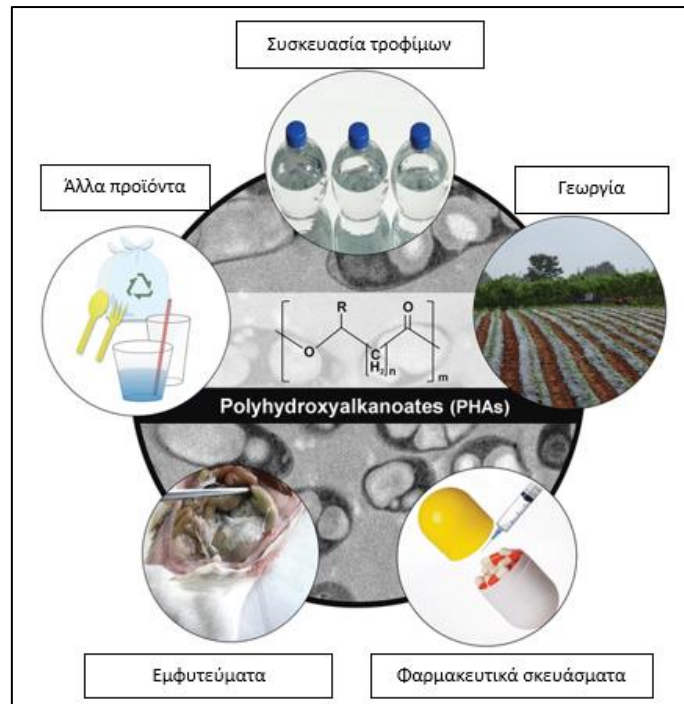 Συσκευασία τροφίμων
Άλλα προϊόντα
Γεωργία
R
O
O
C
H₂
n
m
Polyhydroxyalkanoates (PHAs)
Εμφυτεύματα
Φαρμακευτικά σκευάσματα